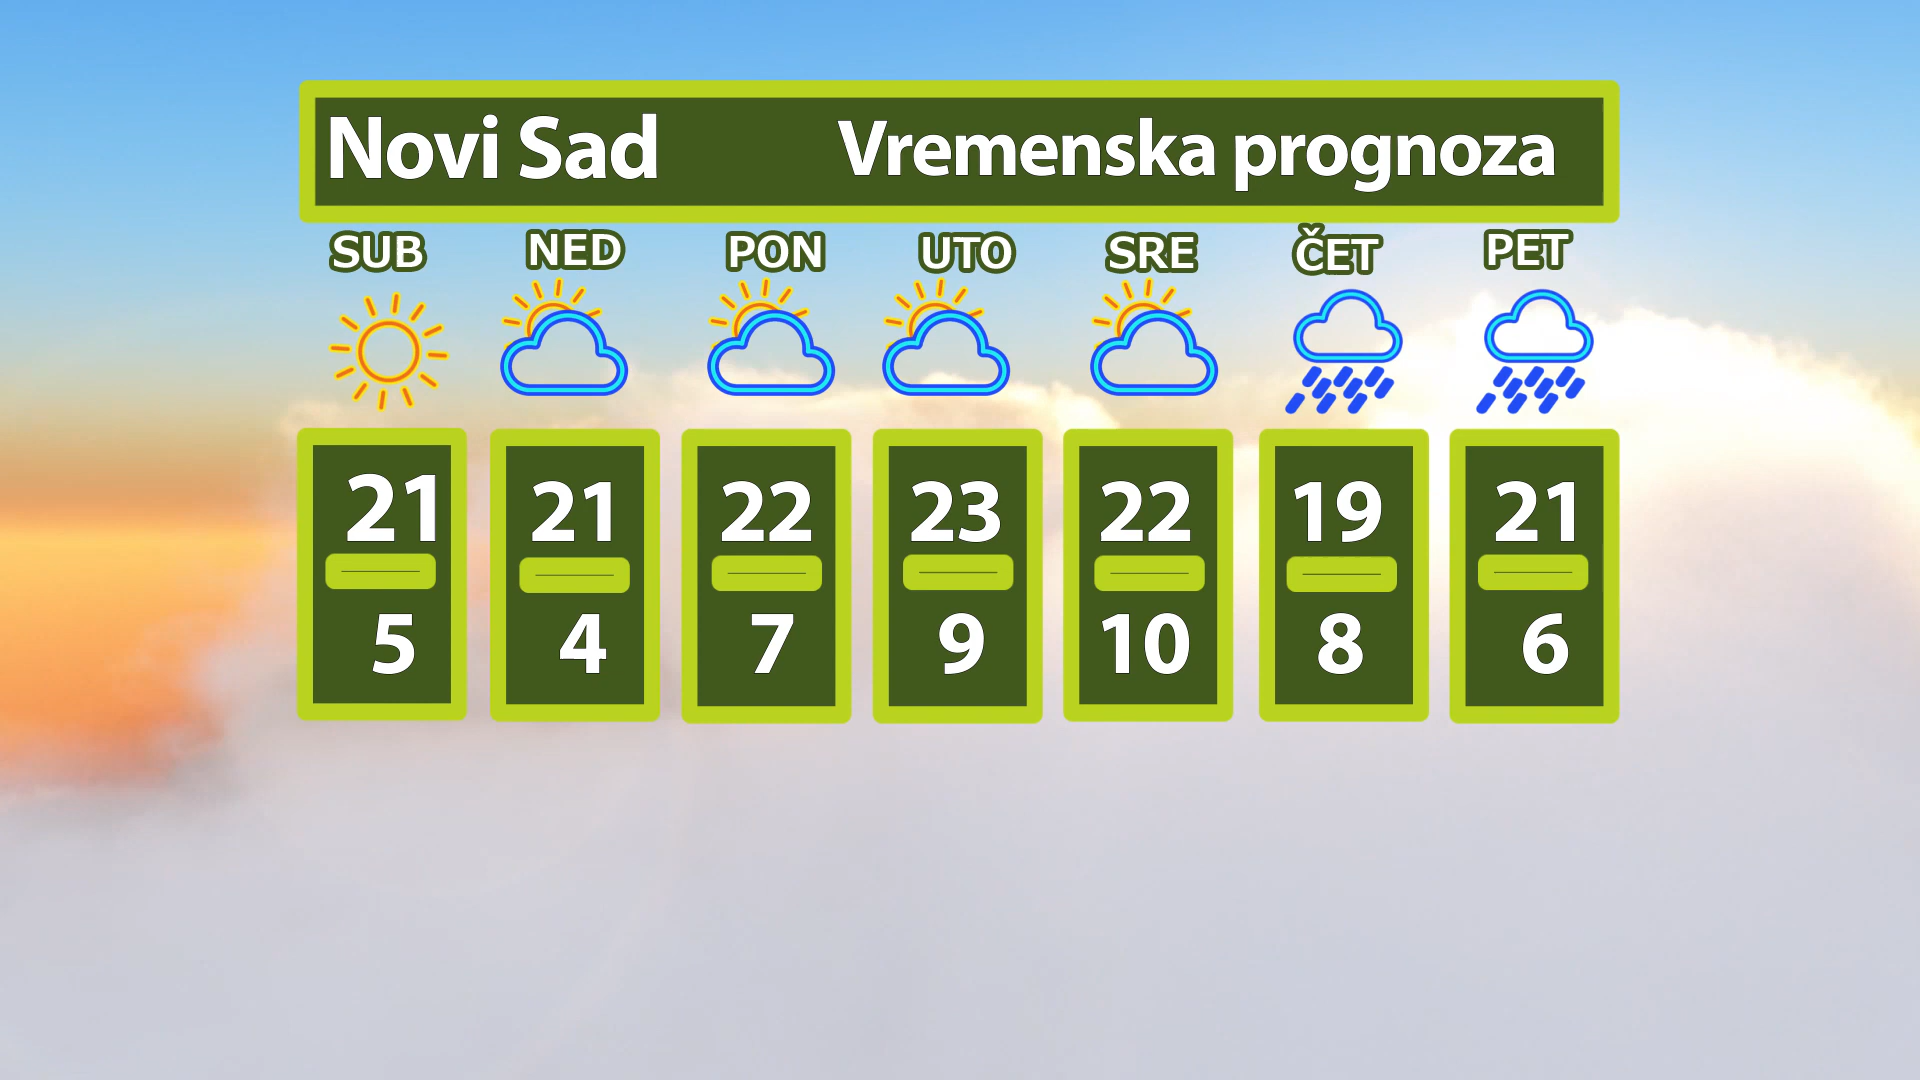 Novi Sad Vremenska prognoza
SUB NED PON UTO SRE ČET PET
21 21 22 23 22 19 21
5 4 7 9 10 8 6